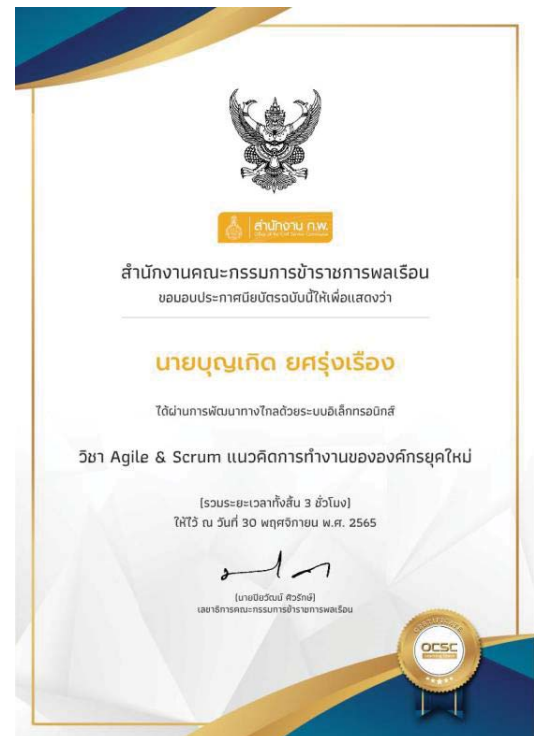 สำนักงาน ก.พ.
สำนักงานคณะกรรมการข้าราชการพลเรือน
ขอมอบประกาศนียบัตรฉบับนี้ให้เพื่อแสดงว่า
นายบุญเกิด ยศรุ่งเรือง
ได้ผ่านการพัฒนาทางไกลด้วยระบบอิเล็กทรอนิกส์
วิชา Agile & Scrum แนวคิดการทำงานขององค์กรยุคใหม่
(รวมระยะเวลาทั้งสิ้น 3 ชั่วโมง)
ให้ไว้ ณ วันที่ 30 พฤศจิกายน พ.ศ. 2565
(นายปิยวัฒน์ ศิวรักษ์)
เลขาธิการคณะกรรมการข้าราชการพลเรือน
CERTIFICATE
OCSC